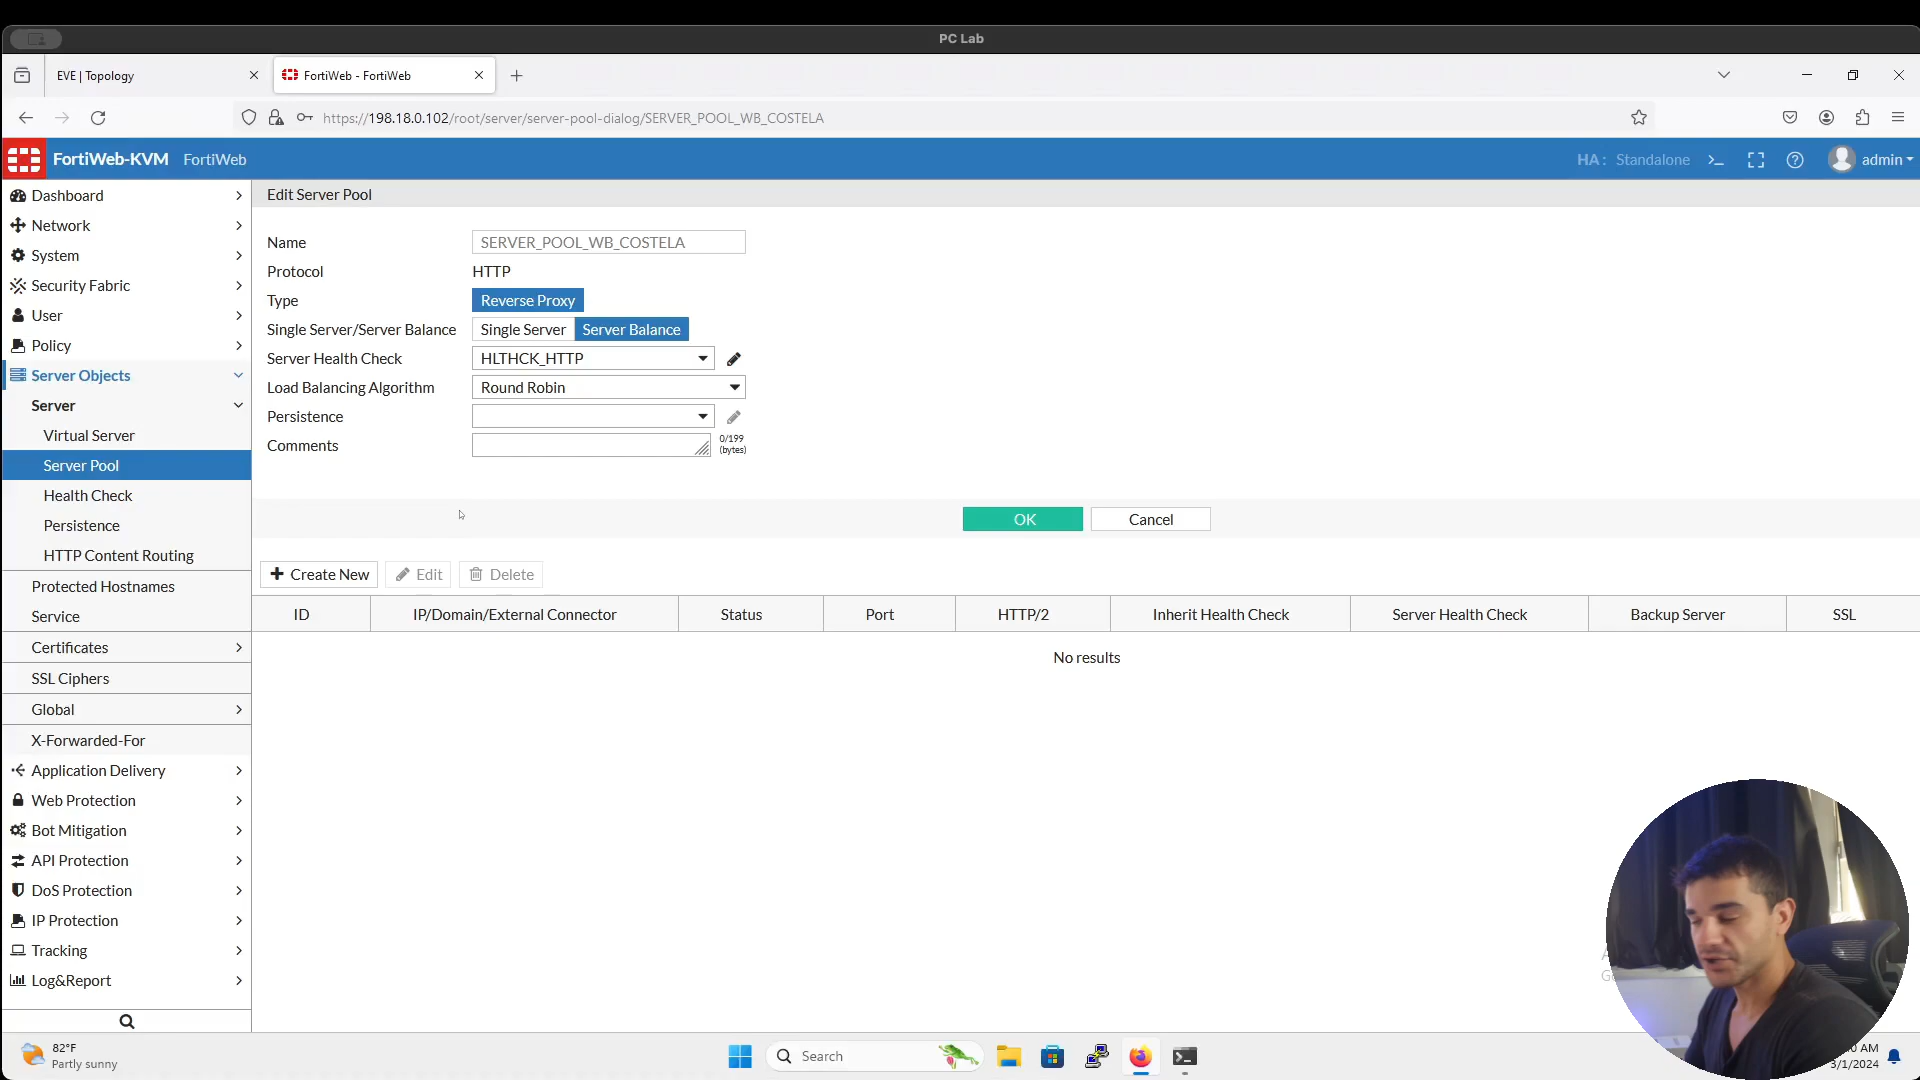 PC Lab
EVE | Topology
FortiWeb - FortiWeb
https://198.18.0.102/root/server/server-pool-dialog/SERVER_POOL_WB_COSTELA
FortiWeb-KVM FortiWeb
HA: Standalone
admin
Dashboard
Network
System
Security Fabric
User
Policy
Server Objects
Server
Virtual Server
Server Pool
Health Check
Persistence
HTTP Content Routing
Protected Hostnames
Service
Certificates
SSL Ciphers
Global
X-Forwarded-For
Application Delivery
Web Protection
Bot Mitigation
API Protection
DoS Protection
IP Protection
Tracking
Log&Report
Edit Server Pool
Name SERVER_POOL_WB_COSTELA
Protocol HTTP
Type Reverse Proxy
Single Server/Server Balance Single Server Server Balance
Server Health Check HLTHCK_HTTP
Load Balancing Algorithm Round Robin
Persistence
Comments 0/199
(bytes)
OK Cancel
Create New Edit Delete
ID IP/Domain/External Connector Status Port HTTP/2 Inherit Health Check Server Health Check Backup Server SSL
No results
82°F
Partly sunny
Search
AM
3/1/2024